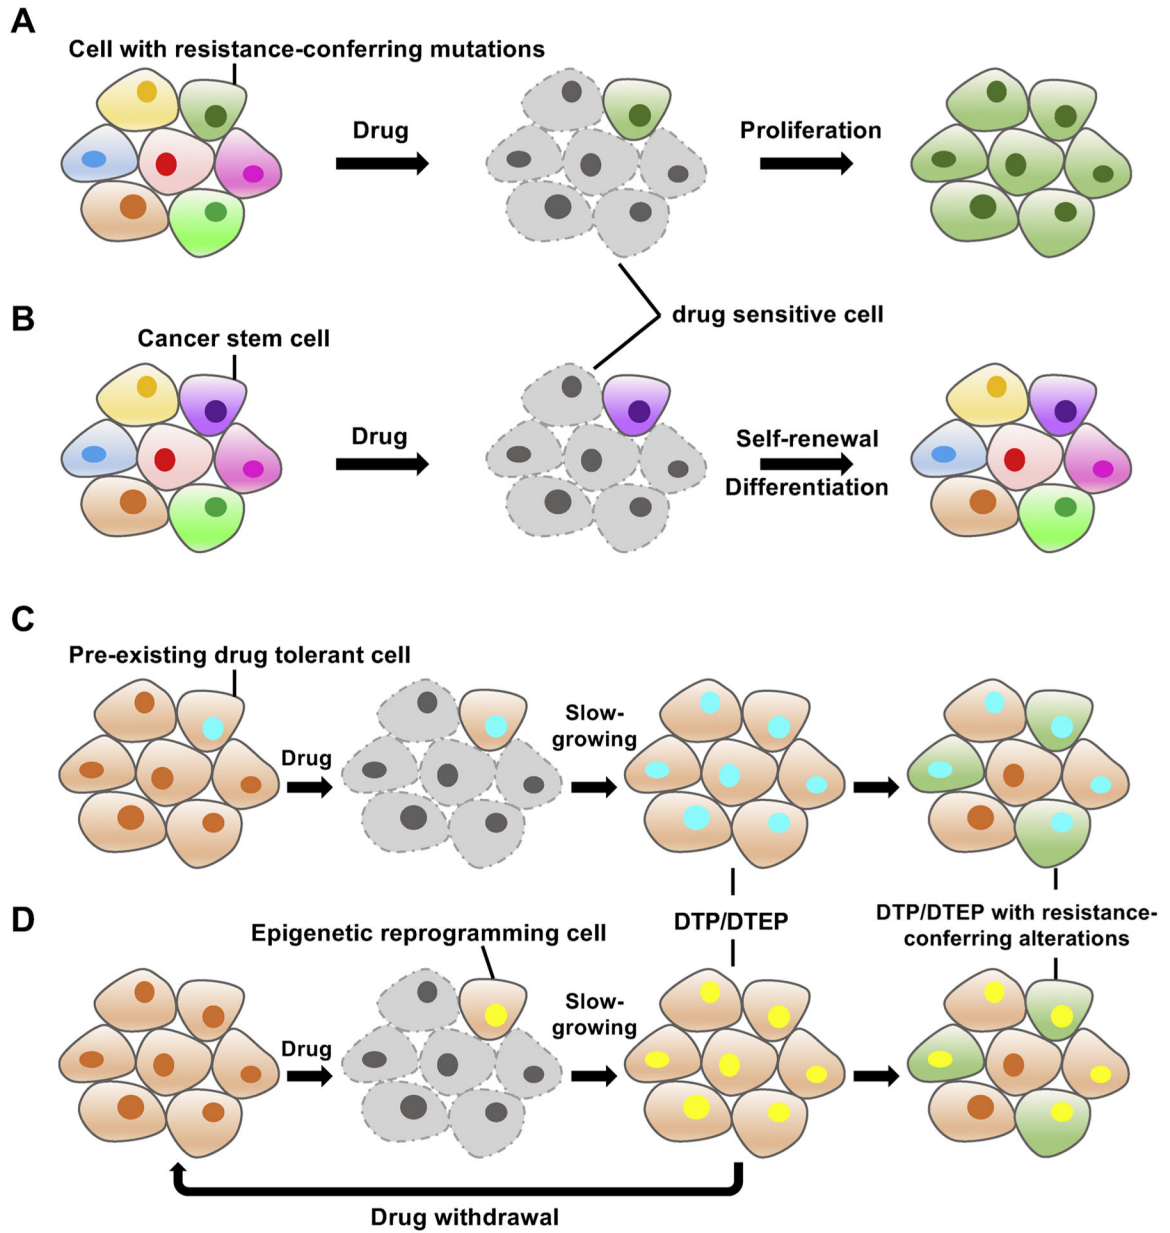 A
Cell with resistance-conferring mutations
Drug
Proliferation
drug sensitive cell
B
Cancer stem cell
Drug
Self-renewal
Differentiation
C
Pre-existing drug tolerant cell
Drug
Slow-
growing
DTP/DTEP
DTP/DTEP with resistance-
conferring alterations
D
Epigenetic reprogramming cell
Drug
Slow-
growing
Drug withdrawal